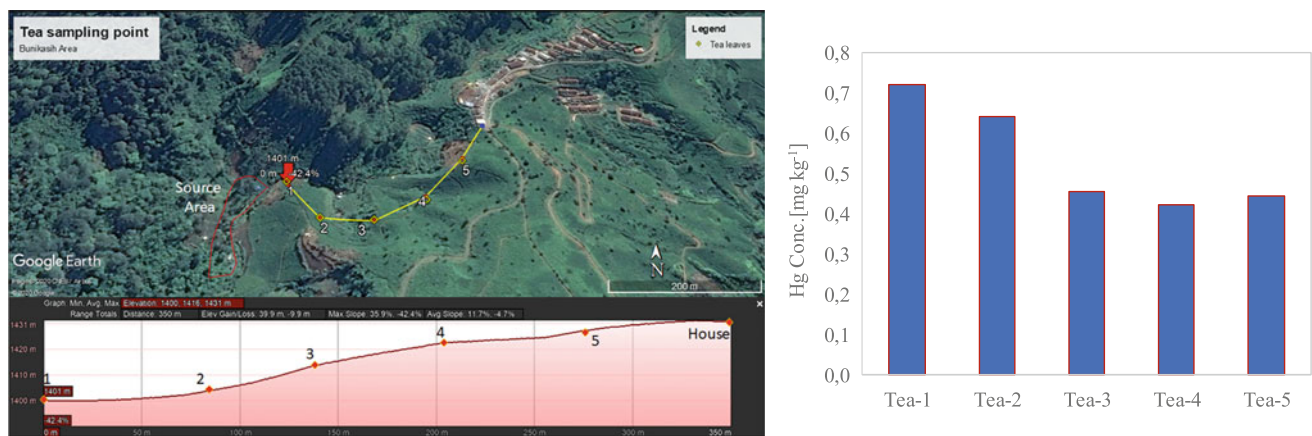 Tea sampling point
Bunikasih Area
Legend
Tea leaves
1401 m
0 m -42.4%
1
2
3
4
5
Source
Area
Google Earth
N
200 m
Graph: Min, Avg, Max Elevation: 1400, 1416, 1431 m
Range Totals: Distance: 350 m Elev Gain/Loss: 39.9 m, -9.9 m Max Slope: 35.9%, -42.4% Avg Slope: 11.7%, -4.7%
1431 m
1420 m
1410 m
1400 m
1401 m
-42.4%
1
2
3
4
5
House
0 m
50 m
100 m
150 m
200 m
250 m
300 m
350 m
Hg Conc.[mg kg-1)
0,8
0,7
0,6
0,5
0,4
0,3
0,2
0,1
0,0
Tea-1
Tea-2
Tea-3
Tea-4
Tea-5